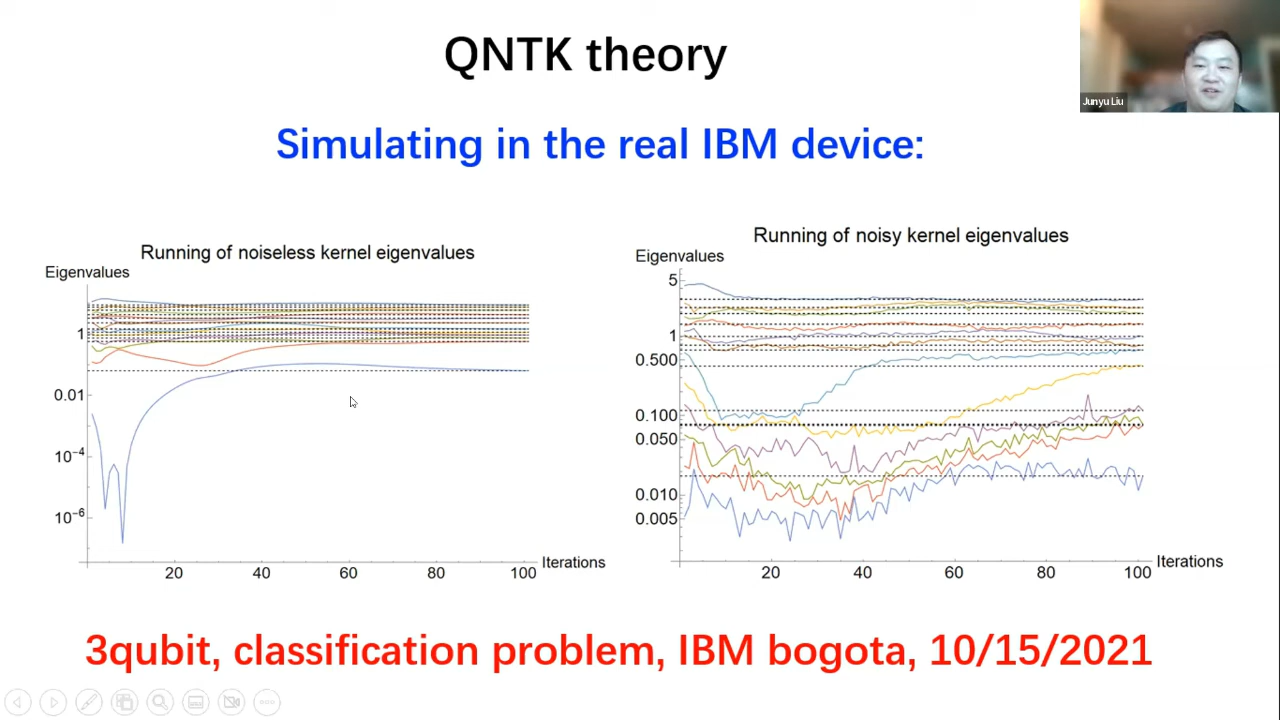 QNTK theory
Junyu Liu
Simulating in the real IBM device:
Running of noiseless kernel eigenvalues
Eigenvalues
1
0.01
10⁻⁴
10⁻⁶
20 40 60 80 100
Iterations
Running of noisy kernel eigenvalues
Eigenvalues
5
1
0.500
0.100
0.050
0.010
0.005
20 40 60 80 100
Iterations
3qubit, classification problem, IBM bogota, 10/15/2021